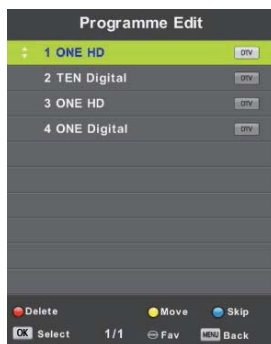 Programme Edit
1 ONE HD DTV
2 TEN Digital DTV
3 ONE HD DTV
4 ONE Digital DTV
Delete Move Skip
OK Select 1/1 Fav MENU Back